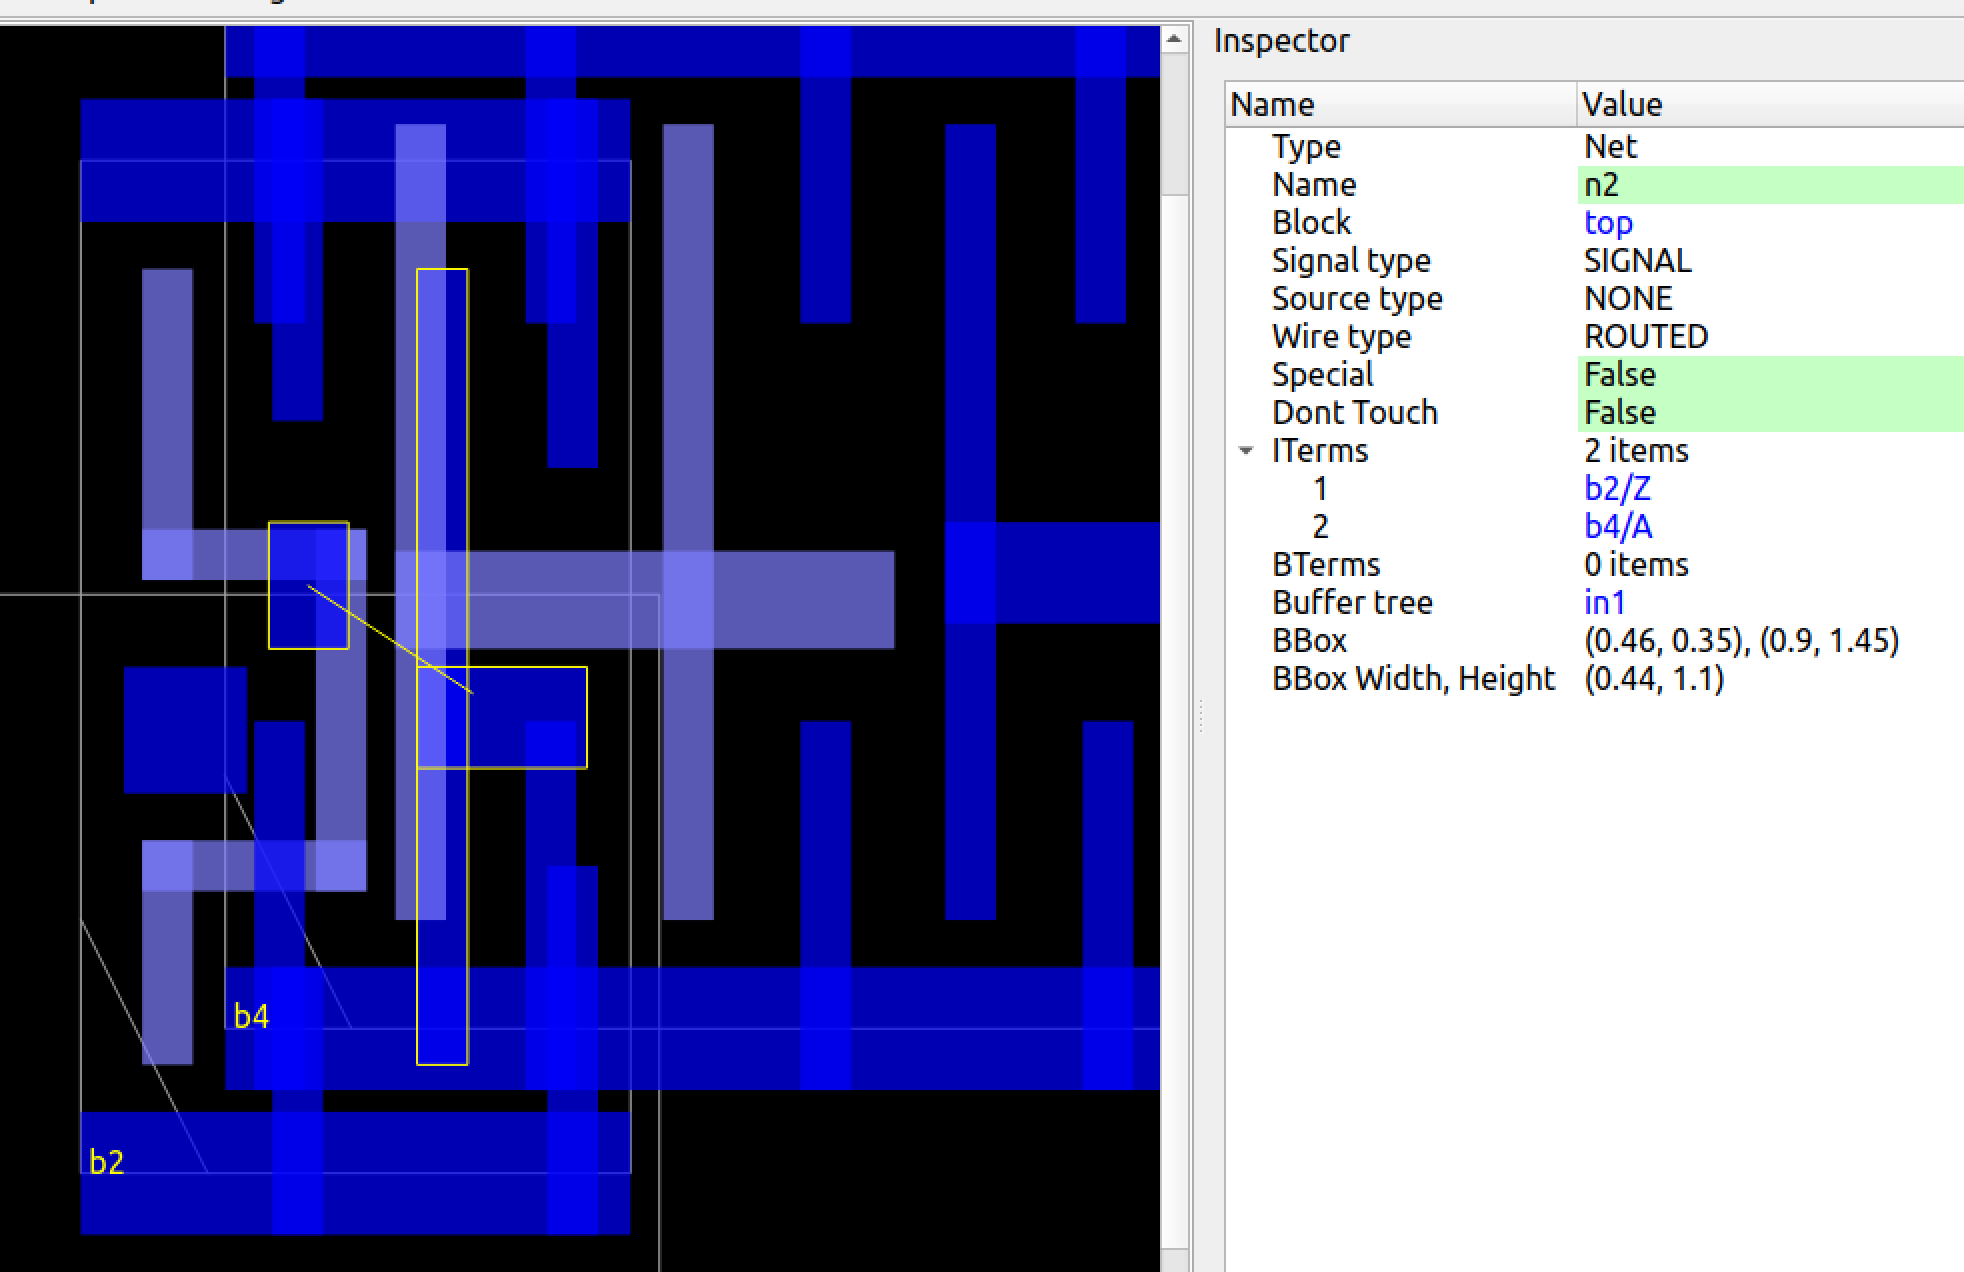 Inspector
Name Value
Type Net
Name n2
Block top
Signal type SIGNAL
Source type NONE
Wire type ROUTED
Special False
Dont Touch False
ITerms 2 items
1 b2/Z
2 b4/A
BTerms 0 items
Buffer tree in1
BBox (0.46, 0.35), (0.9, 1.45)
BBox Width, Height (0.44, 1.1)
b4
b2